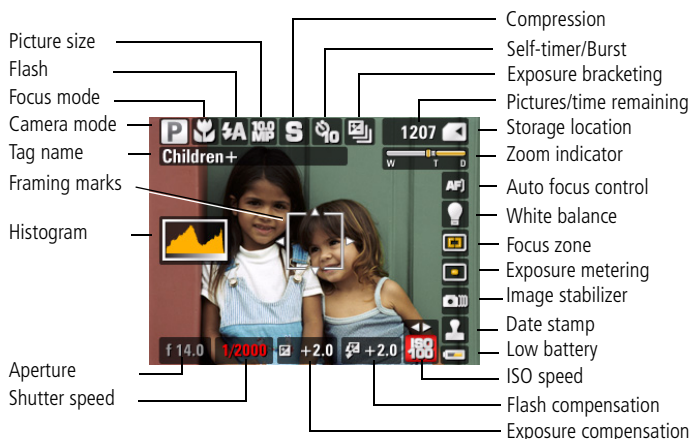 Compression
Picture size
Self-timer/Burst
Flash
Exposure bracketing
Focus mode
Pictures/time remaining
Camera mode
P
A
10.0
MP
S
10
1207
Storage location
Tag name
Children+
W T D
Zoom indicator
Framing marks
AF
Auto focus control
White balance
Histogram
Focus zone
Exposure metering
Image stabilizer
Date stamp
f 14.0
1/2000
+2.0
+2.0
ISO
100
Low battery
Aperture
ISO speed
Shutter speed
Flash compensation
Exposure compensation